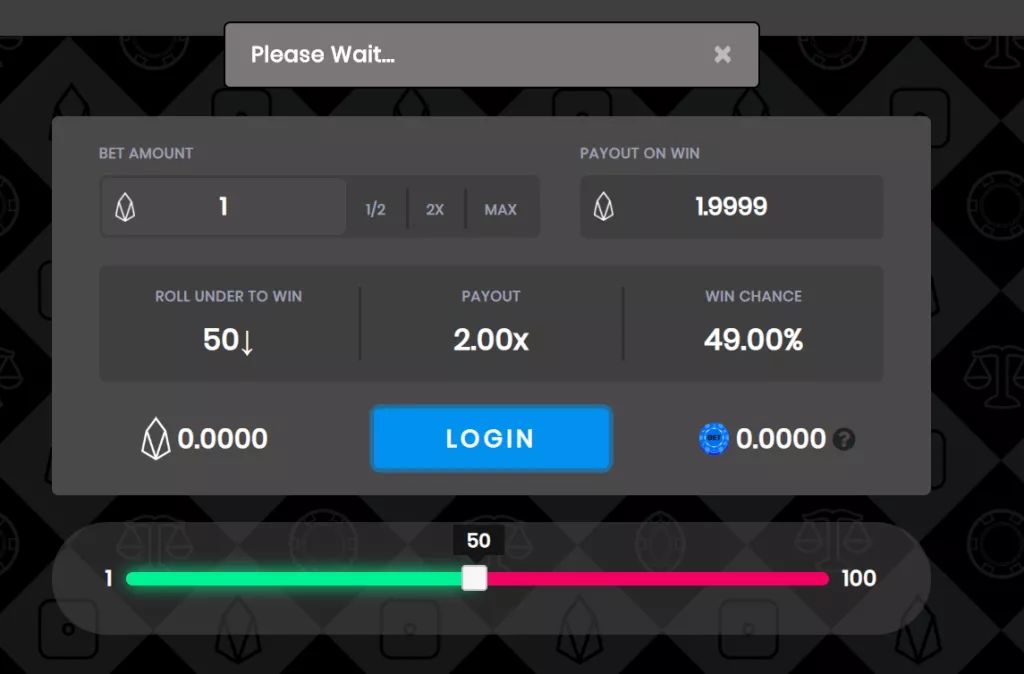 Please Wait...
BET AMOUNT
PAYOUT ON WIN
1
1/2
2X
MAX
1.9999
ROLL UNDER TO WIN
PAYOUT
WIN CHANCE
50↓
2.00x
49.00%
0.0000
LOGIN
BET
0.0000
?
50
1
100